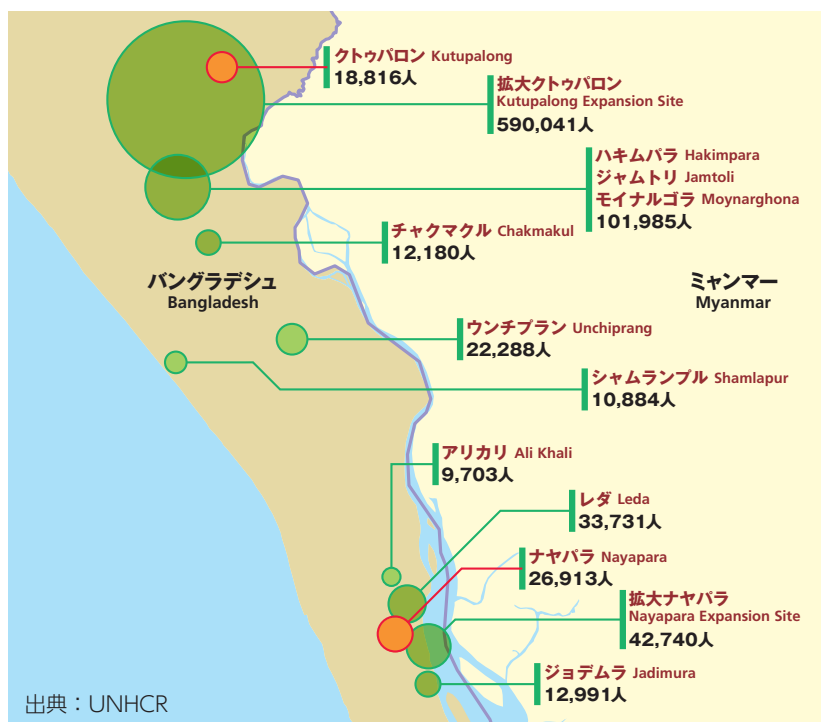 クトゥパロン Kutupalong
18,816人
拡大クトゥパロン
Kutupalong Expansion Site
590,041人
ハキムパラ Hakimpara
ジャムトリ Jamtoli
モイナルゴラ Moynarghona
101,985人
チャクマクル Chakmakul
12,180人
バングラデシュ
Bangladesh
ミャンマー
Myanmar
ウンチプラン Unchiprang
22,288人
シャムランプル Shamlapur
10,884人
アリカリ Ali Khali
9,703人
レダ Leda
33,731人
ナヤパラ Nayapara
26,913人
拡大ナヤパラ
Nayapara Expansion Site
42,740人
ジョデムラ Jadimura
12,991人
出典：UNHCR